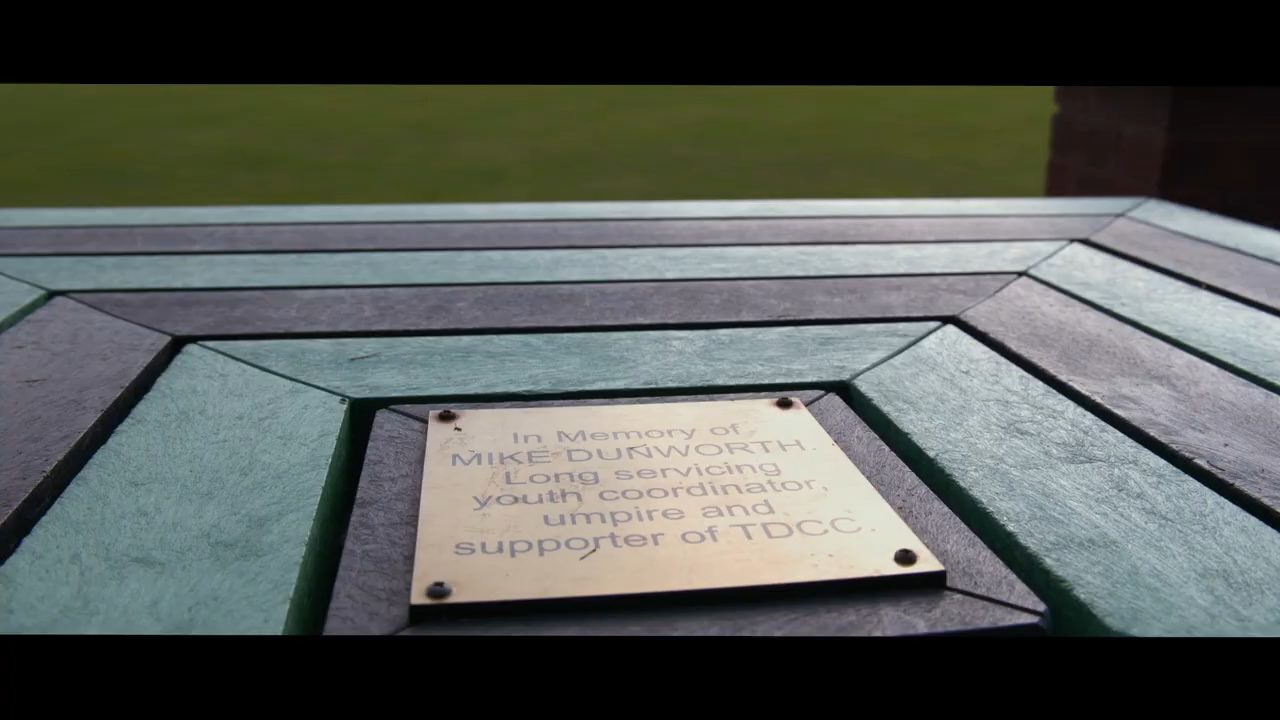 In Memory of
MIKE DUNWORTH.
Long servicing
youth coordinator,
umpire and
supporter of TDCC.